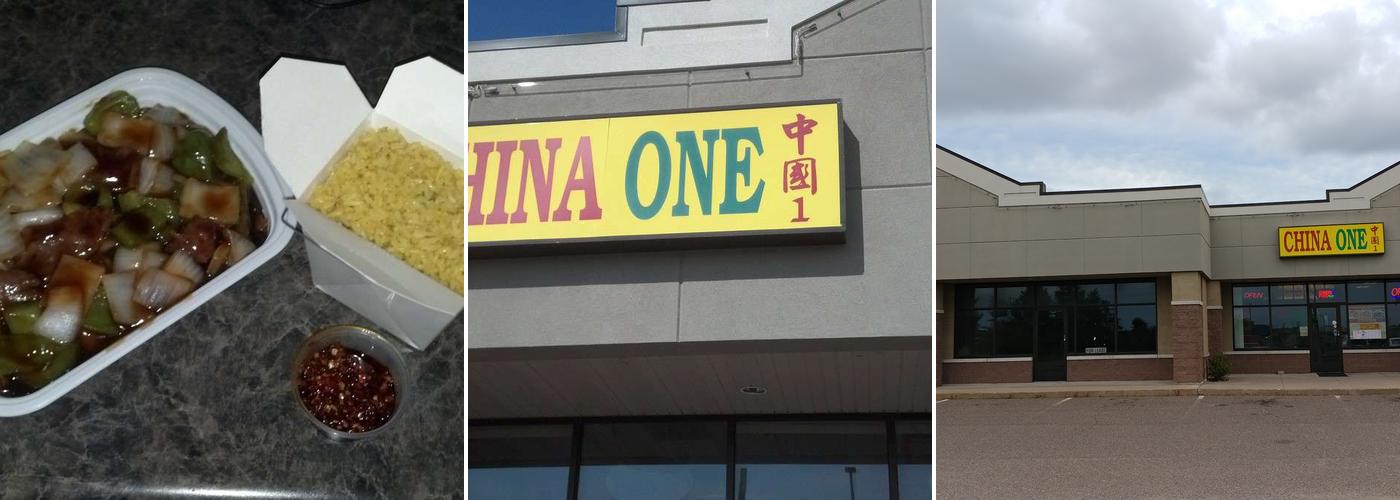 HINA ONE
中
國
1
CHINA ONE
中
國
1
OPEN